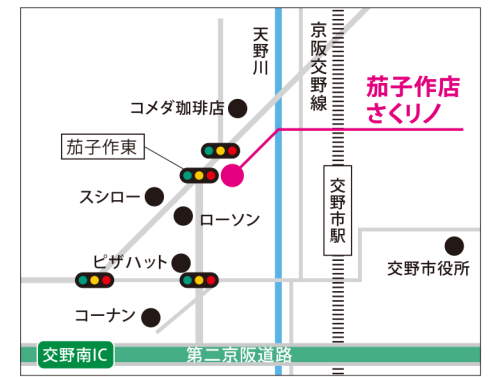 天野川
京阪交野線
茄子作店
さくリノ
コメダ珈琲店
茄子作東
スシロー
ローソン
交野市駅
ピザハット
交野市役所
コーナン
交野南IC
第二京阪道路